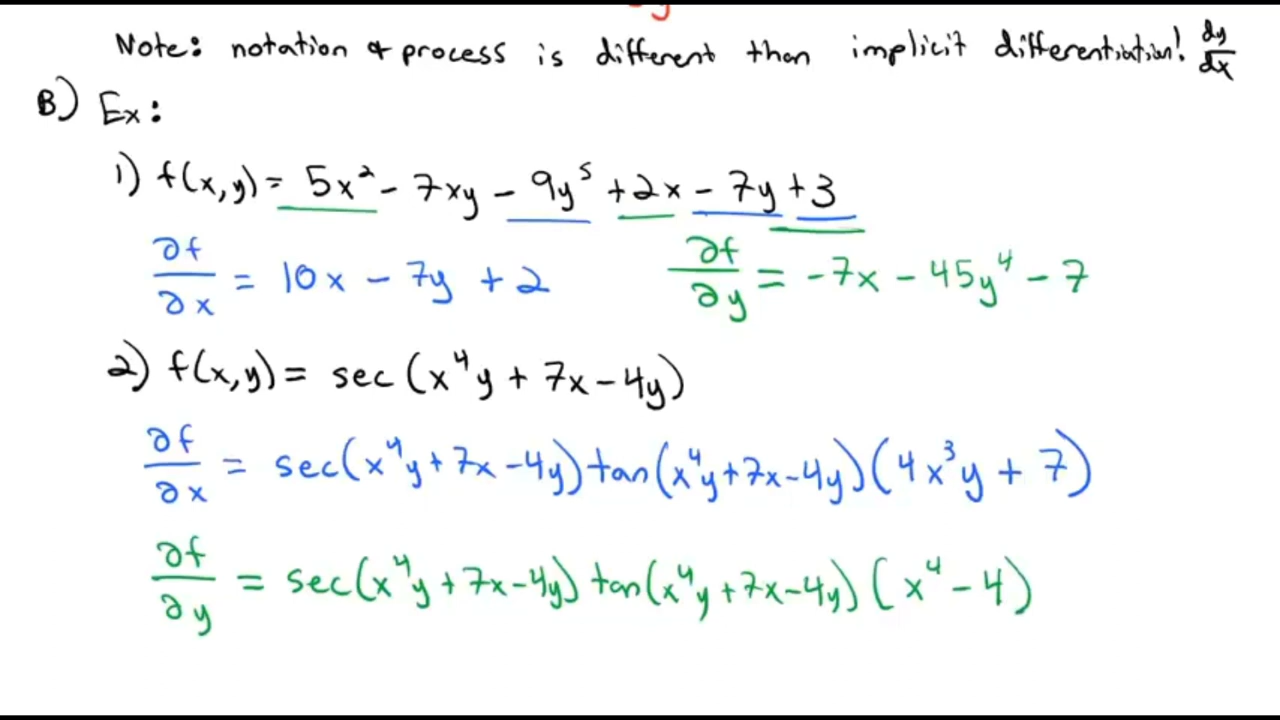 Note: notation & process is different than implicit differentiation! dy/dx
B) Ex:
1) f(x,y) = 5x² - 7xy - 9y⁵ + 2x - 7y + 3
∂f/∂x = 10x - 7y + 2 ∂f/∂y = -7x - 45y⁴ - 7
2) f(x,y) = sec(x⁴y + 7x - 4y)
∂f/∂x = sec(x⁴y + 7x - 4y) tan(x⁴y + 7x - 4y)(4x³y + 7)
∂f/∂y = sec(x⁴y + 7x - 4y) tan(x⁴y + 7x - 4y)(x⁴ - 4)